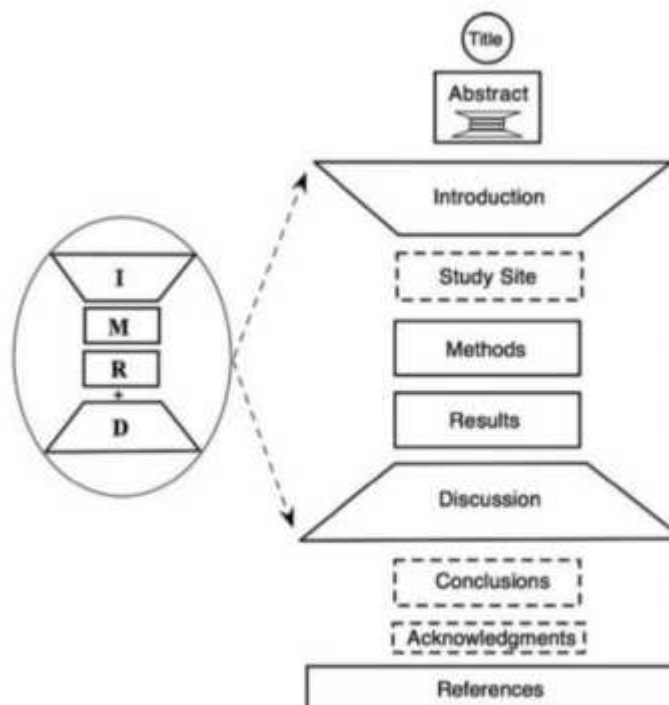 Title
Abstract
Introduction
Study Site
Methods
Results
Discussion
Conclusions
Acknowledgments
References
I
M
R
+
D